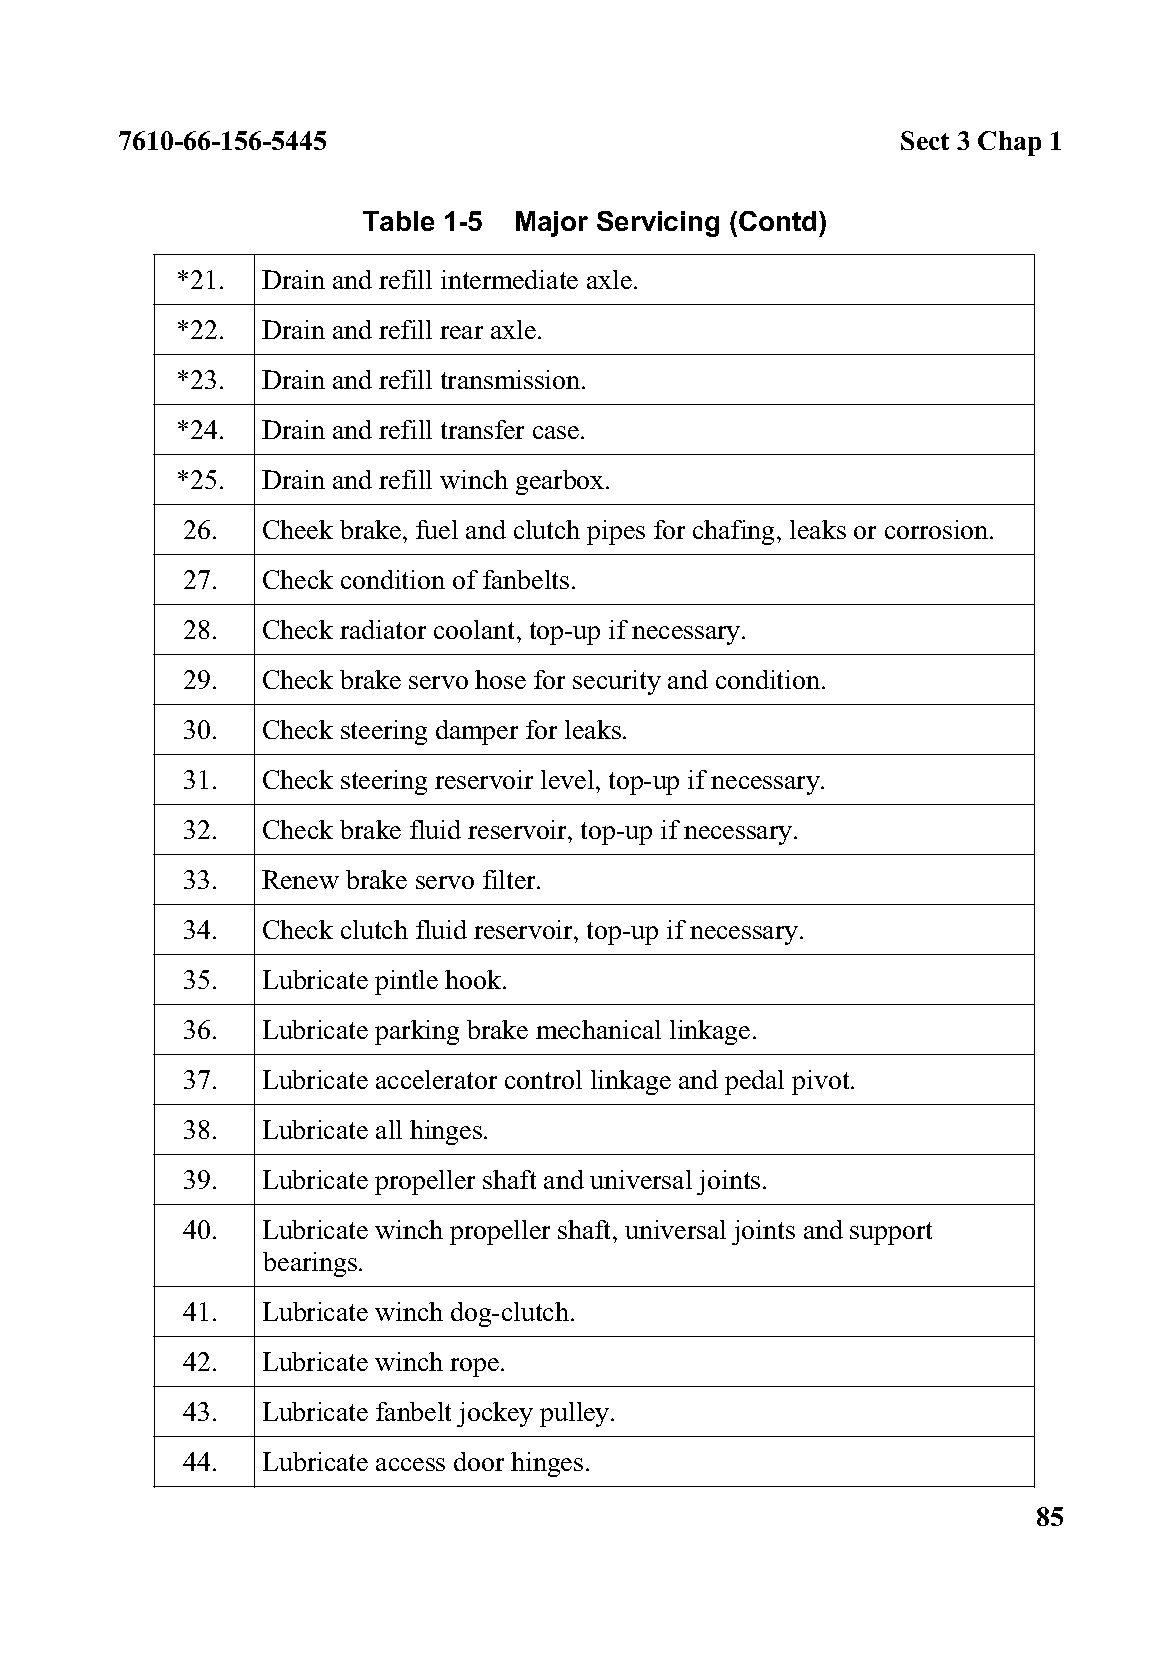 7610-66-156-5445 Sect 3 Chap 1
Table 1-5 Major Servicing (Contd)
*21. Drain and refill intermediate axle.
*22. Drain and refill rear axle.
*23. Drain and refill transmission.
*24. Drain and refill transfer case.
*25. Drain and refill winch gearbox.
26. Cheek brake, fuel and clutch pipes for chafing, leaks or corrosion.
27. Check condition of fanbelts.
28. Check radiator coolant, top-up if necessary.
29. Check brake servo hose for security and condition.
30. Check steering damper for leaks.
31. Check steering reservoir level, top-up if necessary.
32. Check brake fluid reservoir, top-up if necessary.
33. Renew brake servo filter.
34. Check clutch fluid reservoir, top-up if necessary.
35. Lubricate pintle hook.
36. Lubricate parking brake mechanical linkage.
37. Lubricate accelerator control linkage and pedal pivot.
38. Lubricate all hinges.
39. Lubricate propeller shaft and universal joints.
40. Lubricate winch propeller shaft, universal joints and support
bearings.
41. Lubricate winch dog-clutch.
42. Lubricate winch rope.
43. Lubricate fanbelt jockey pulley.
44. Lubricate access door hinges.
85